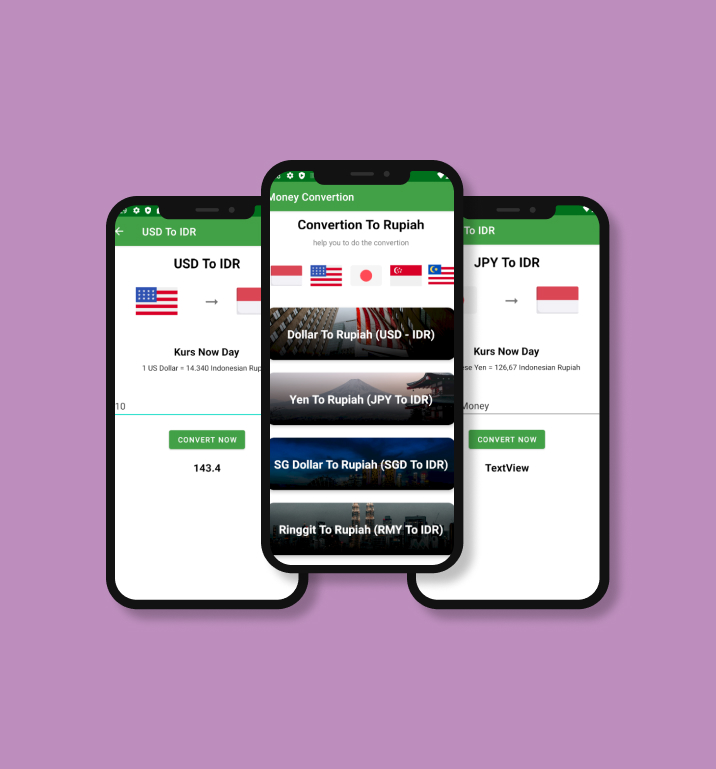 USD To IDR
USD To IDR
Kurs Now Day
1 US Dollar = 14.340 Indonesian Rup
10
CONVERT NOW
143.4
Money Convertion
Convertion To Rupiah
help you to do the convertion
Dollar To Rupiah (USD - IDR)
Yen To Rupiah (JPY To IDR)
SG Dollar To Rupiah (SGD To IDR)
Ringgit To Rupiah (RMY To IDR)
To IDR
JPY To IDR
Kurs Now Day
ese Yen = 126,67 Indonesian Rupiah
Money
CONVERT NOW
TextView